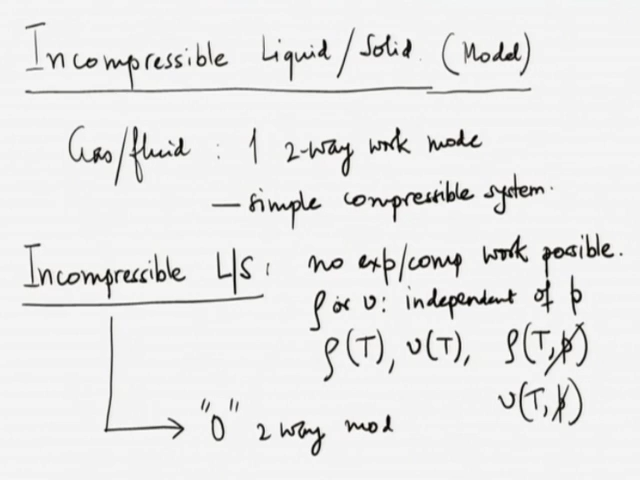 Incompressible Liquid/Solid. (Model)
Gas/fluid : 1 2-way work mode
— simple compressible system.
Incompressible L/S : no exp/comp work possible.
ρ or v : independent of p
ρ(T), v(T), ρ(T, p)
v(T, p)
"0" 2 way mod